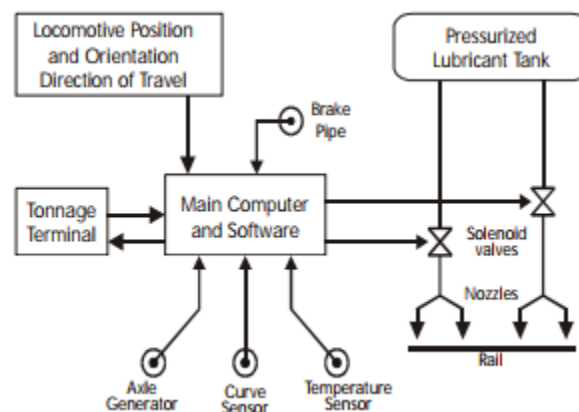 Locomotive Position
and Orientation
Direction of Travel
Pressurized
Lubricant Tank
Brake
Pipe
Tonnage
Terminal
Main Computer
and Software
Solenoid
valves
Nozzles
Rail
Axle
Generator
Curve
Sensor
Temperature
Sensor